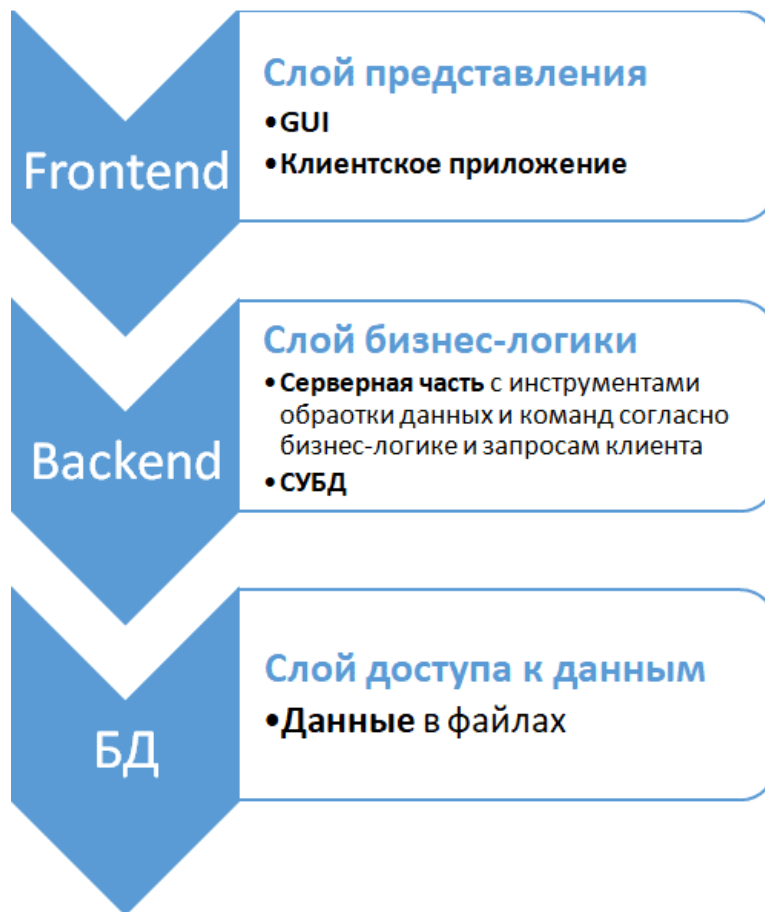 Frontend
Слой представления
•GUI
•Клиентское приложение
Backend
Слой бизнес-логики
•Серверная часть с инструментами
обраотки данных и команд согласно
бизнес-логике и запросам клиента
•СУБД
БД
Слой доступа к данным
•Данные в файлах